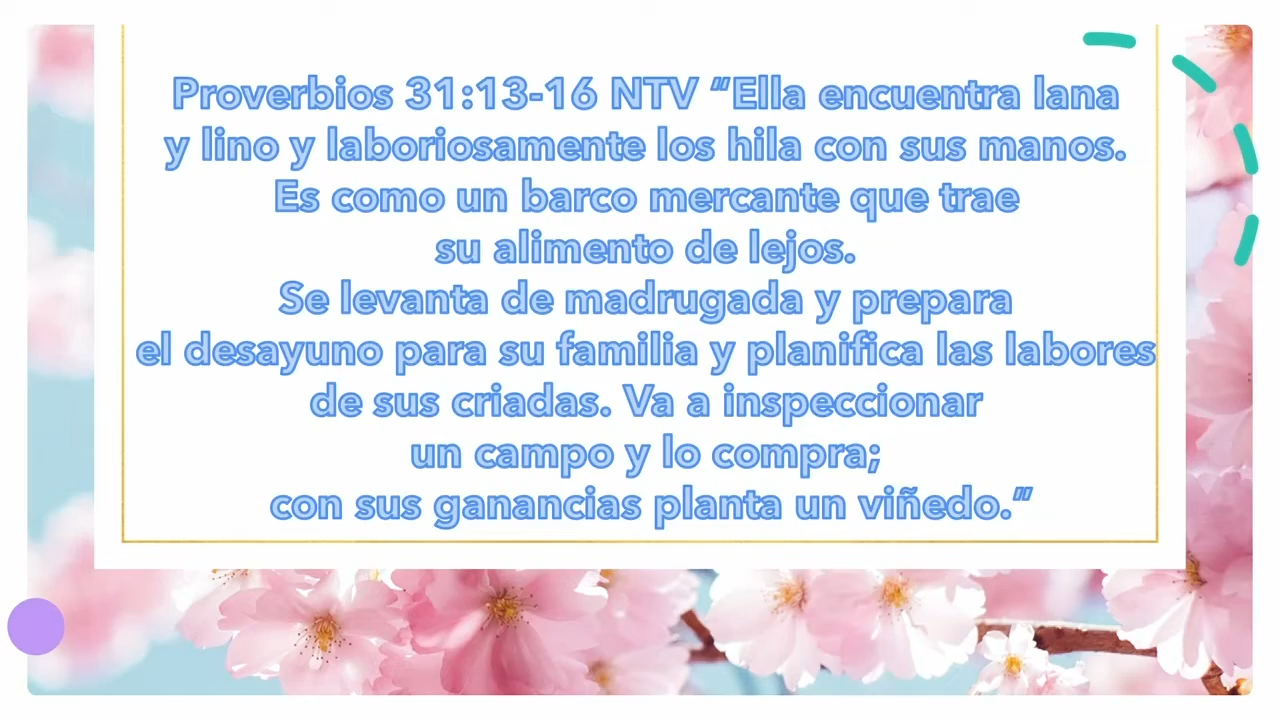 Proverbios 31:13-16 NTV “Ella encuentra lana
y lino y laboriosamente los hila con sus manos.
Es como un barco mercante que trae
su alimento de lejos.
Se levanta de madrugada y prepara
el desayuno para su familia y planifica las labores
de sus criadas. Va a inspeccionar
un campo y lo compra;
con sus ganancias planta un viñedo.”